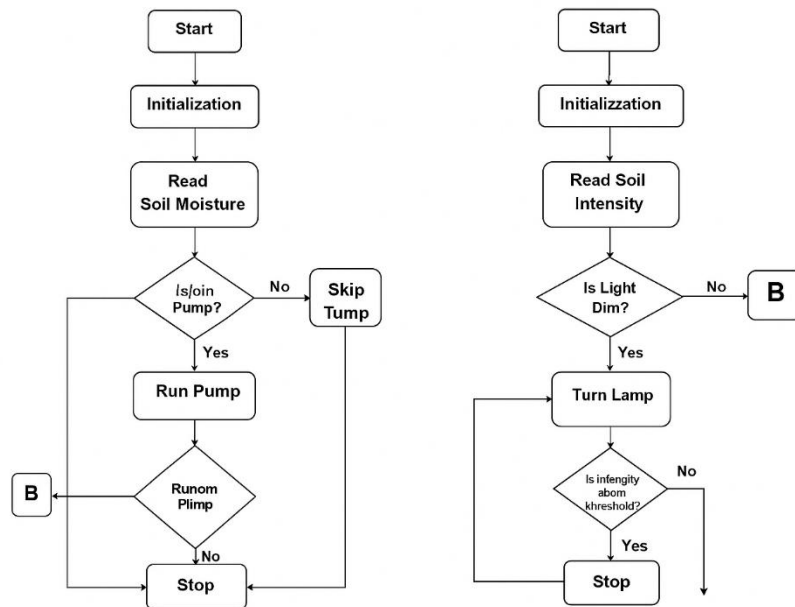 Start
Initialization
Read
Soil Moisture
Is/oin
Pump?
No
Skip
Tump
Yes
Run Pump
Runom
Plimp
B
No
Stop
Start
Initializzation
Read Soil
Intensity
Is Light
Dim?
No
B
Yes
Turn Lamp
Is infengity
abom
khreshold?
No
Yes
Stop